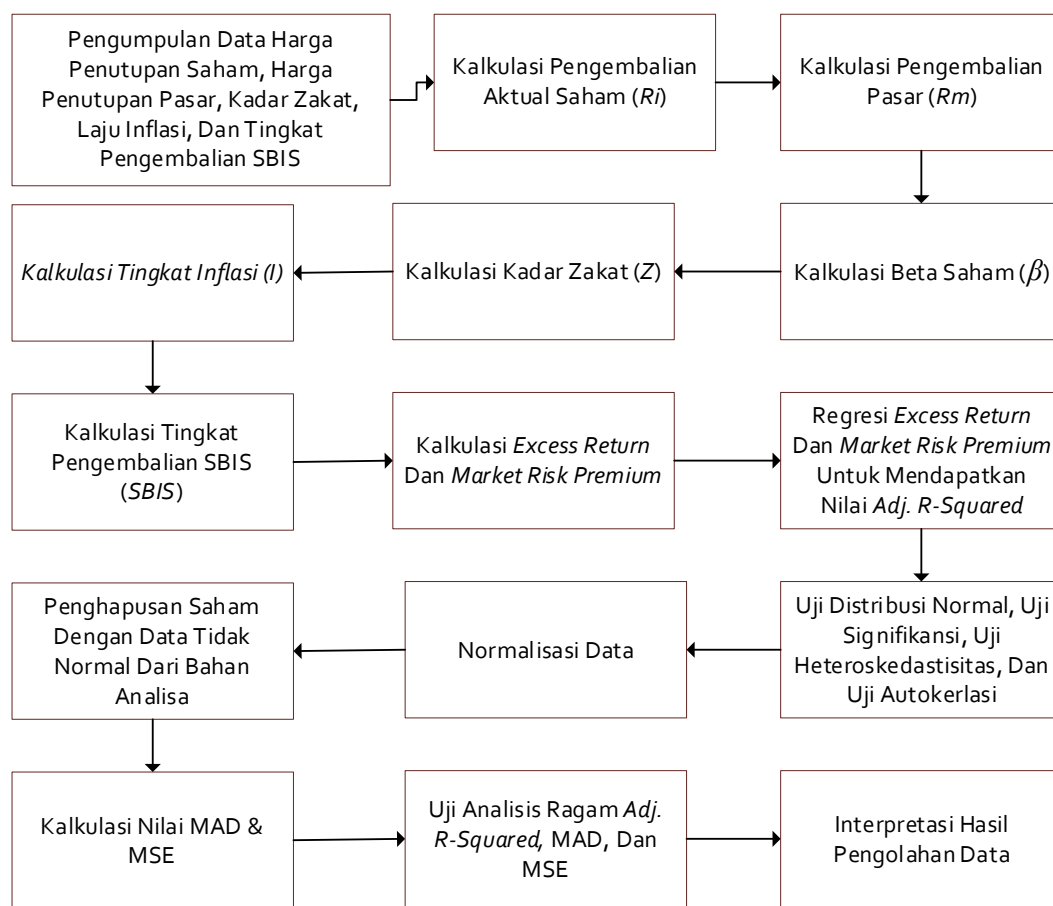 Pengumpulan Data Harga
Penutupan Saham, Harga
Penutupan Pasar, Kadar Zakat,
Laju Inflasi, Dan Tingkat
Pengembalian SBIS
Kalkulasi Pengembalian
Aktual Saham (Ri)
Kalkulasi Pengembalian
Pasar (Rm)
Kalkulasi Beta Saham (β)
Kalkulasi Kadar Zakat (Z)
Kalkulasi Tingkat Inflasi (I)
Kalkulasi Tingkat
Pengembalian SBIS
(SBIS)
Kalkulasi Excess Return
Dan Market Risk Premium
Regresi Excess Return
Dan Market Risk Premium
Untuk Mendapatkan
Nilai Adj. R-Squared
Uji Distribusi Normal, Uji
Signifikansi, Uji
Heteroskedastisitas, Dan
Uji Autokerlasi
Normalisasi Data
Penghapusan Saham
Dengan Data Tidak
Normal Dari Bahan
Analisa
Kalkulasi Nilai MAD &
MSE
Uji Analisis Ragam Adj.
R-Squared, MAD, Dan
MSE
Interpretasi Hasil
Pengolahan Data